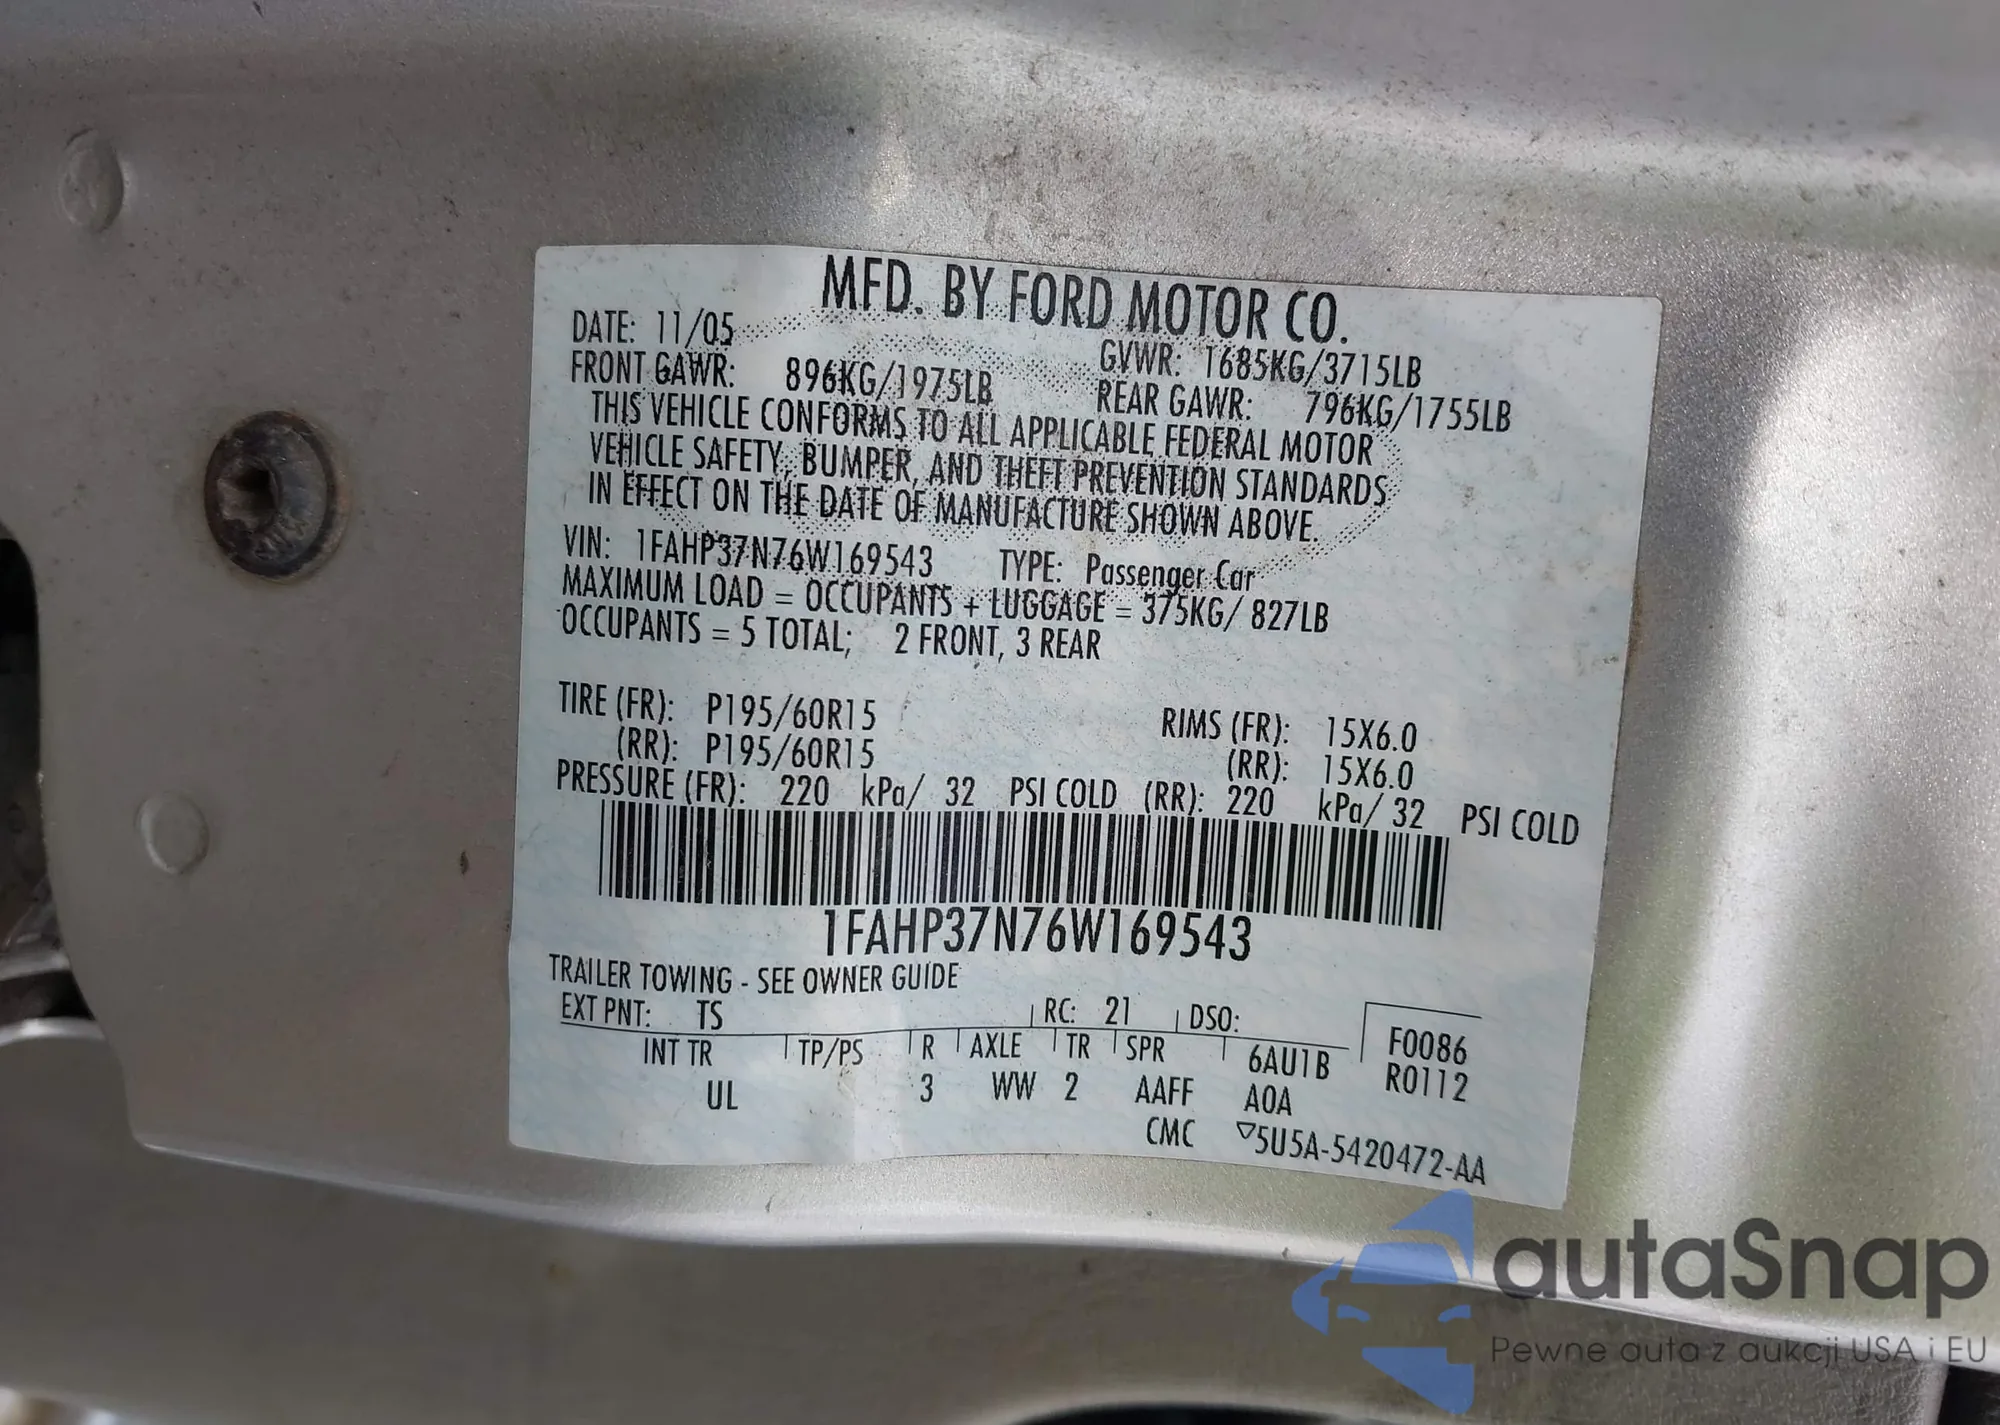 MFD. BY FORD MOTOR CO.
DATE: 11/05 GVWR: 1685KG/3715LB
FRONT GAWR: 896KG/1975LB REAR GAWR: 796KG/1755LB
THIS VEHICLE CONFORMS TO ALL APPLICABLE FEDERAL MOTOR
VEHICLE SAFETY, BUMPER, AND THEFT PREVENTION STANDARDS
IN EFFECT ON THE DATE OF MANUFACTURE SHOWN ABOVE.
VIN: 1FAHP37N76W169543 TYPE: Passenger Car
MAXIMUM LOAD = OCCUPANTS + LUGGAGE = 375KG/ 827LB
OCCUPANTS = 5 TOTAL; 2 FRONT, 3 REAR
TIRE (FR): P195/60R15 RIMS (FR): 15X6.0
(RR): P195/60R15 (RR): 15X6.0
PRESSURE (FR): 220 kPa/ 32 PSI COLD (RR): 220 kPa/ 32 PSI COLD
1FAHP37N76W169543
TRAILER TOWING - SEE OWNER GUIDE
EXT PNT: TS RC: 21 DSO: F0086
INT TR TP/PS R AXLE TR SPR 6AU1B R0112
UL 3 WW 2 AAFF A0A
CMC ▽5U5A-5420472-AA
autaSnap
Pewne auta z aukcji USA i EU